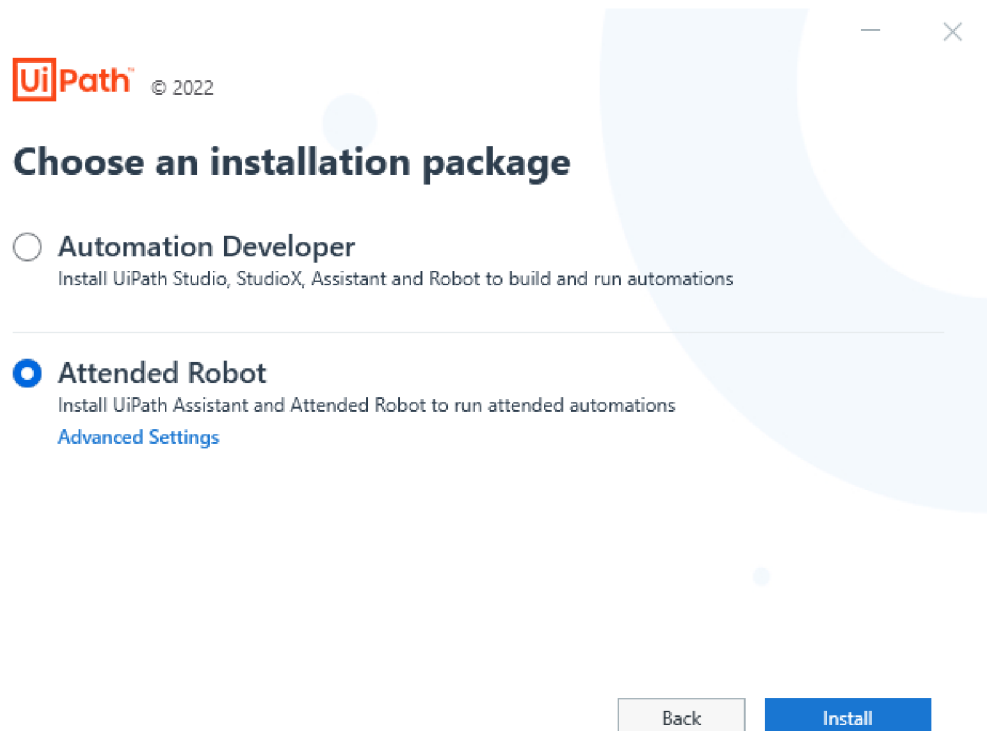 UiPath™ © 2022
Choose an installation package
Automation Developer
Install UiPath Studio, StudioX, Assistant and Robot to build and run automations
Attended Robot
Install UiPath Assistant and Attended Robot to run attended automations
Advanced Settings
Back Install